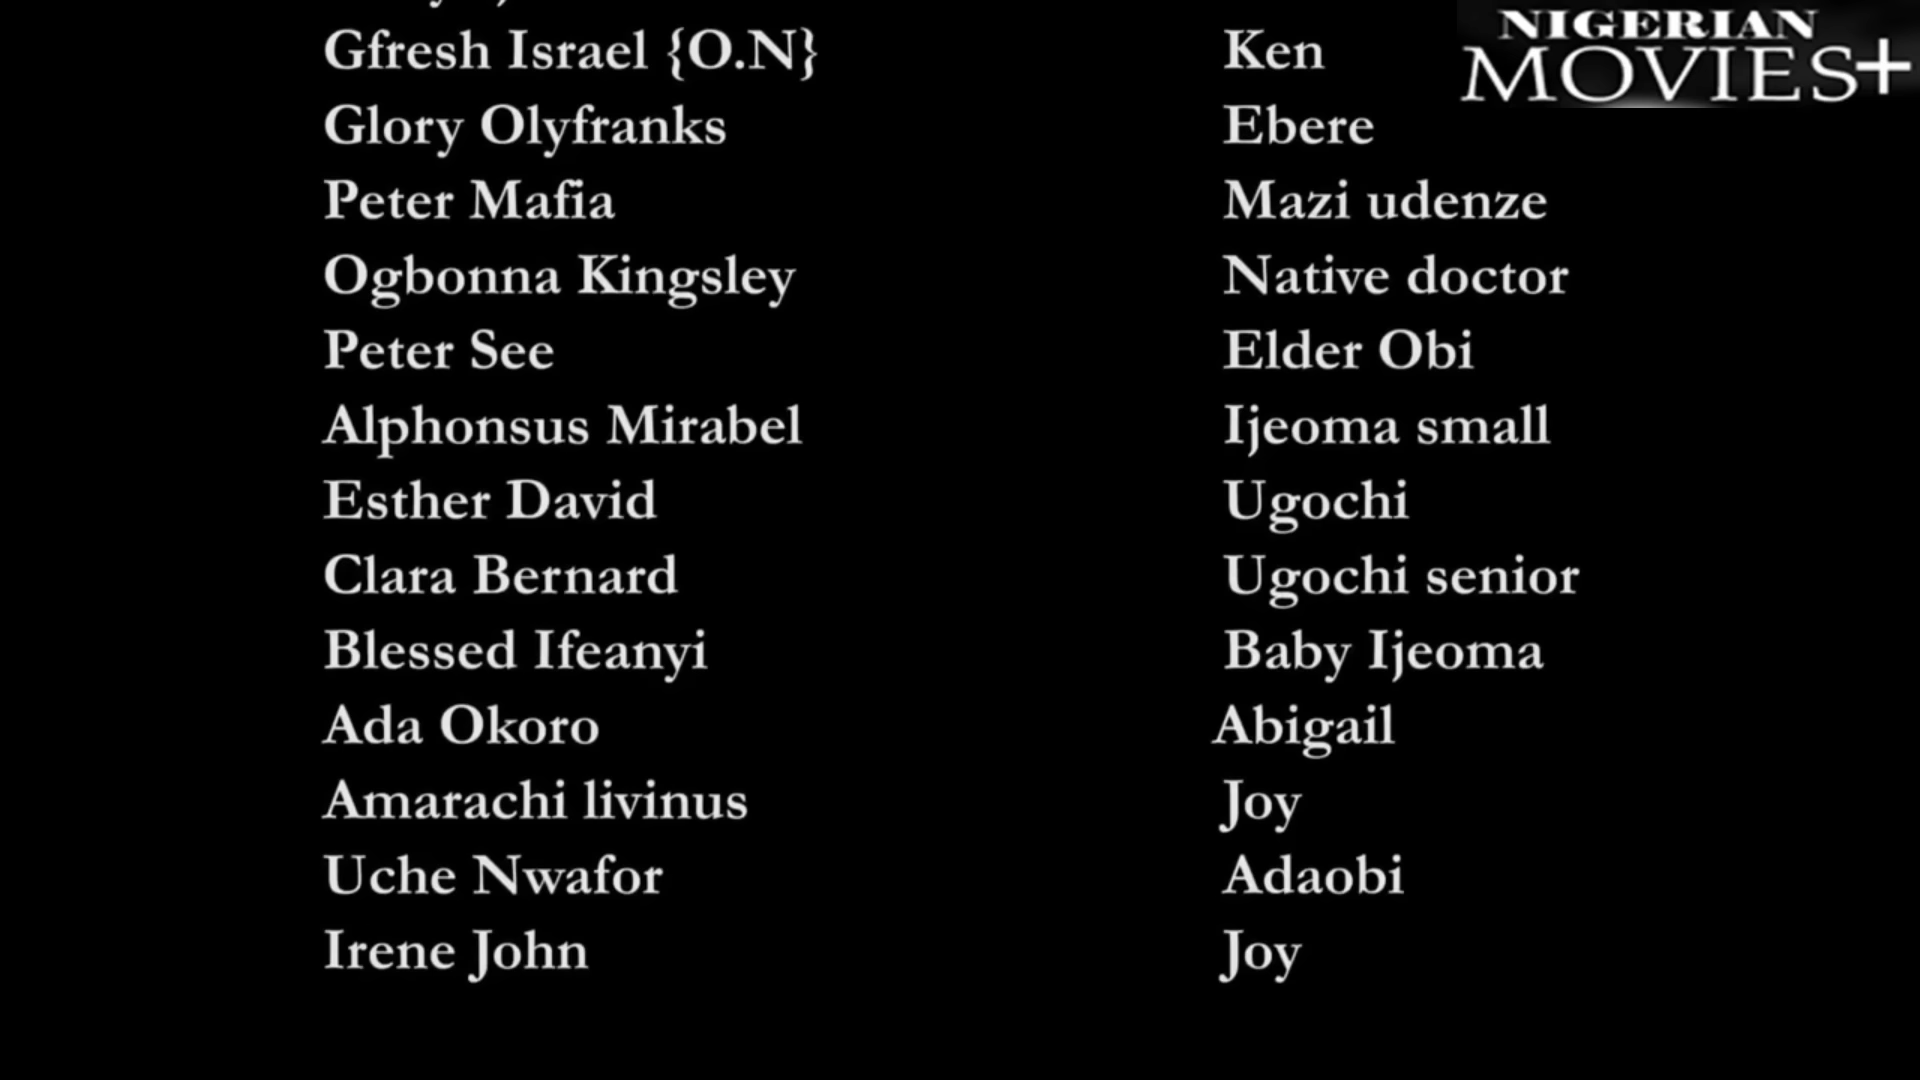 NIGERIAN
MOVIES+
Gfresh Israel {O.N} Ken
Glory Olyfranks Ebere
Peter Mafia Mazi udenze
Ogbonna Kingsley Native doctor
Peter See Elder Obi
Alphonsus Mirabel Ijeoma small
Esther David Ugochi
Clara Bernard Ugochi senior
Blessed Ifeanyi Baby Ijeoma
Ada Okoro Abigail
Amarachi livinus Joy
Uche Nwafor Adaobi
Irene John Joy